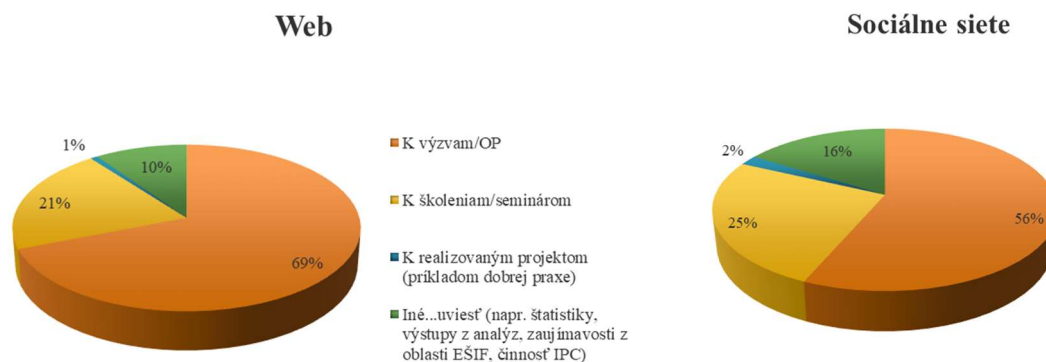 Web
1%
10%
21%
69%
K výzvam/OP
K školeniam/seminárom
K realizovaným projektom
(príkladom dobrej praxe)
Iné...uviesť (napr. štatistiky,
výstupy z analýz, zaujímavosti z
oblasti EŠIF, činnosť IPC)
Sociálne siete
2%
16%
25%
56%